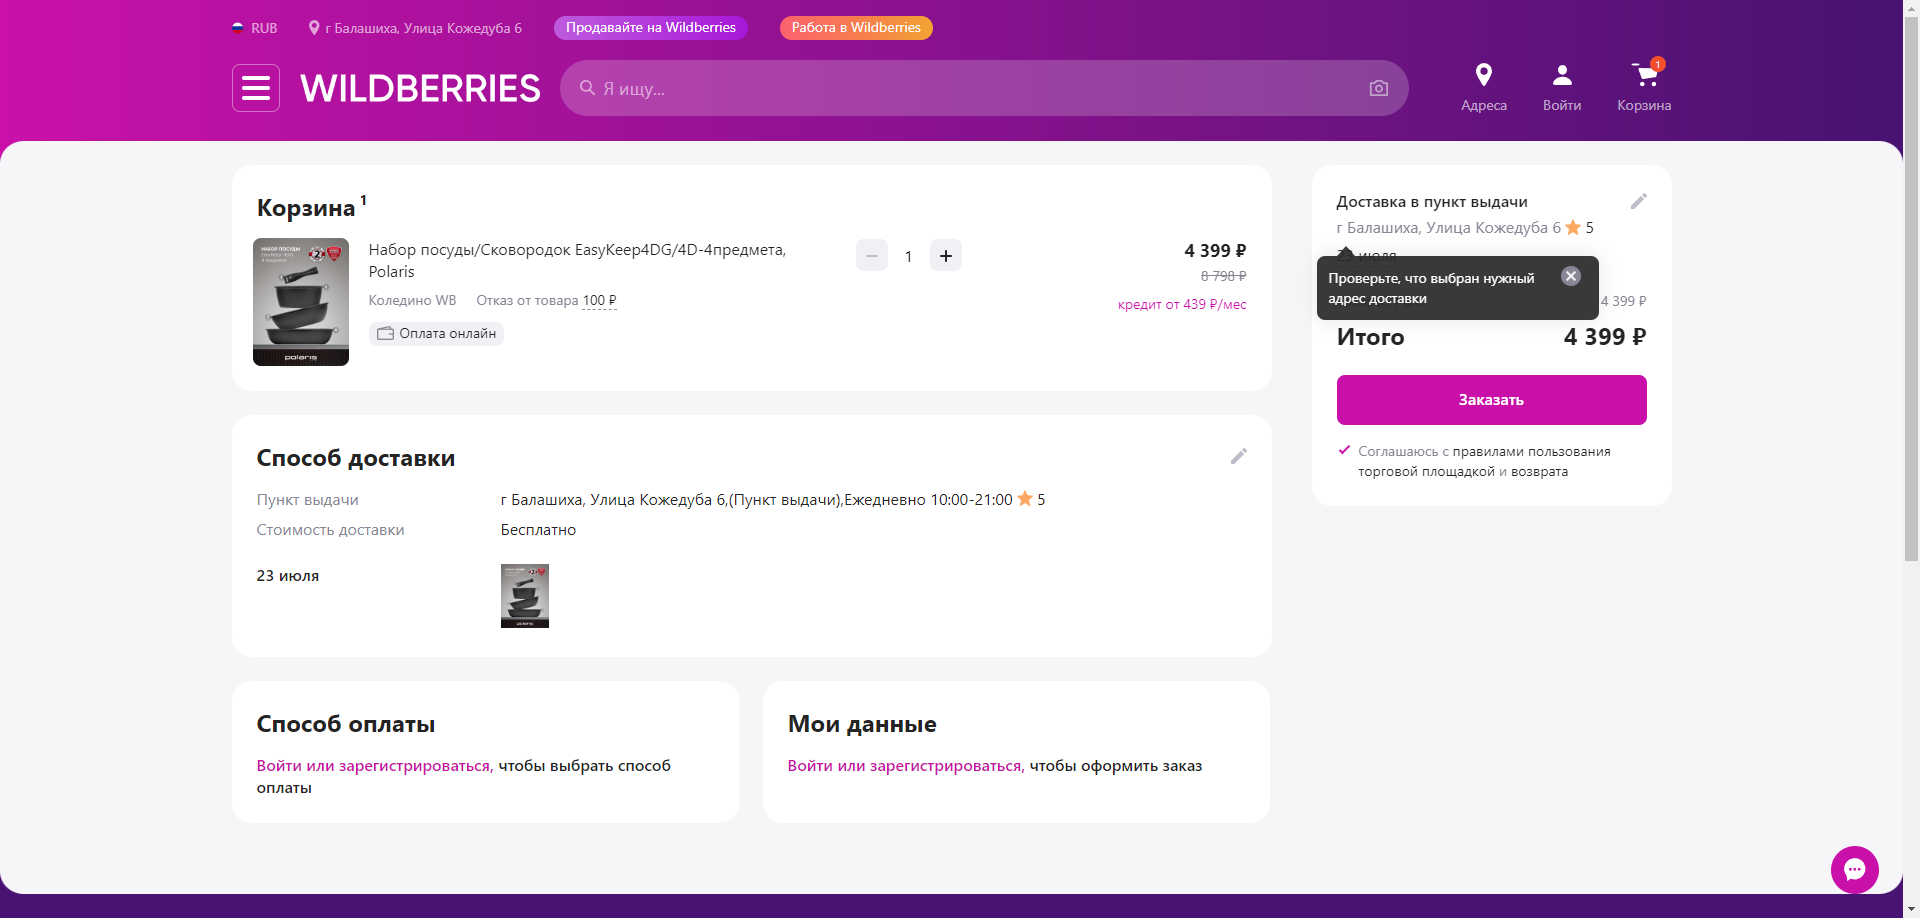 RUB
г Балашиха, Улица Кожедуба 6
Продавайте на Wildberries
Работа в Wildberries
WILDBERRIES
Я ищу...
Адреса
Войти
1
Корзина
Корзина 1
НАБОР ПОСУДЫ
polaris
Набор посуды/Сковородок EasyKeep4DG/4D-4предмета,
Polaris
Коледино WB
Отказ от товара 100 ₽
Оплата онлайн
1
4 399 ₽
8 798 ₽
кредит от 439 ₽/мес
Способ доставки
Пункт выдачи
г Балашиха, Улица Кожедуба 6,(Пункт выдачи),Ежедневно 10:00-21:00 5
Стоимость доставки
Бесплатно
23 июля
Способ оплаты
Войти или зарегистрироваться, чтобы выбрать способ
оплаты
Мои данные
Войти или зарегистрироваться, чтобы оформить заказ
Доставка в пункт выдачи
г Балашиха, Улица Кожедуба 6 5
23 июля
Проверьте, что выбран нужный
адрес доставки
4 399 ₽
Итого
4 399 ₽
Заказать
Соглашаюсь с правилами пользования
торговой площадкой и возврата